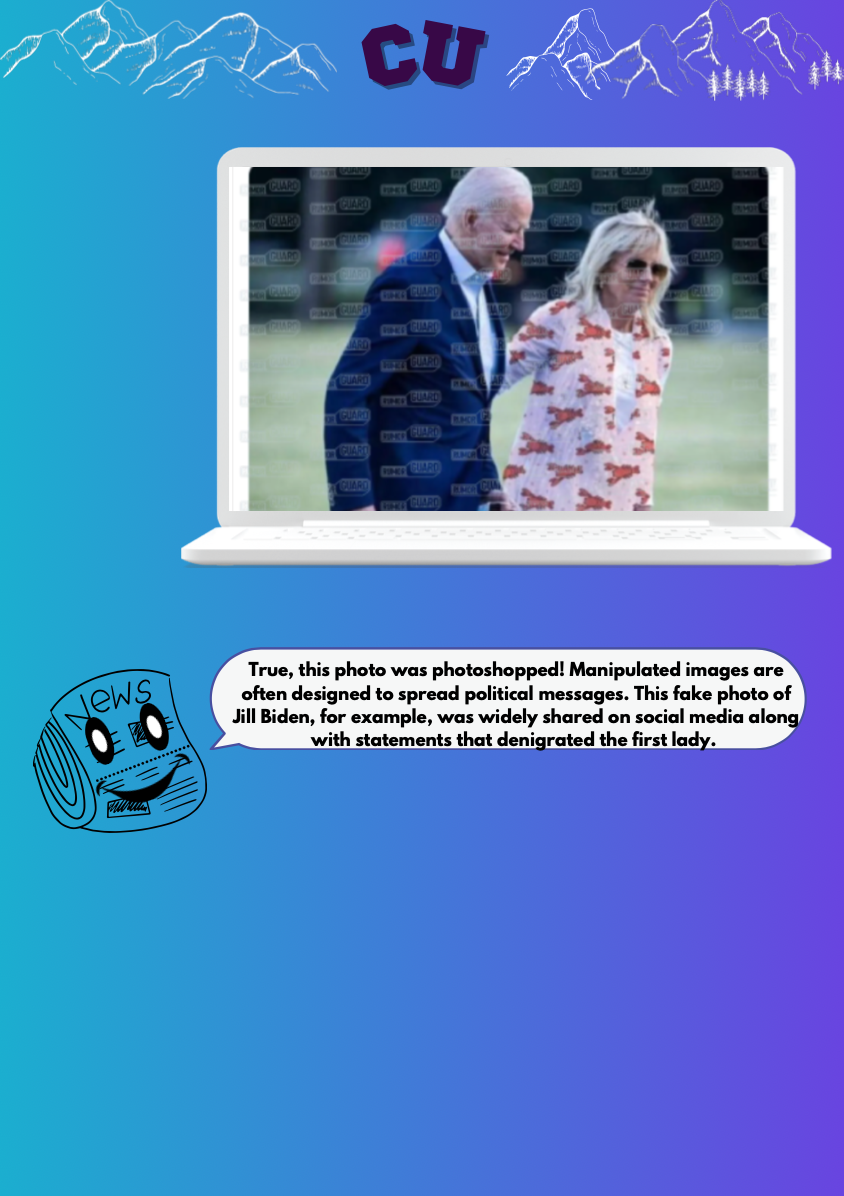 CU
RUMOR GUARD
News
True, this photo was photoshopped! Manipulated images are
often designed to spread political messages. This fake photo of
Jill Biden, for example, was widely shared on social media along
with statements that denigrated the first lady.